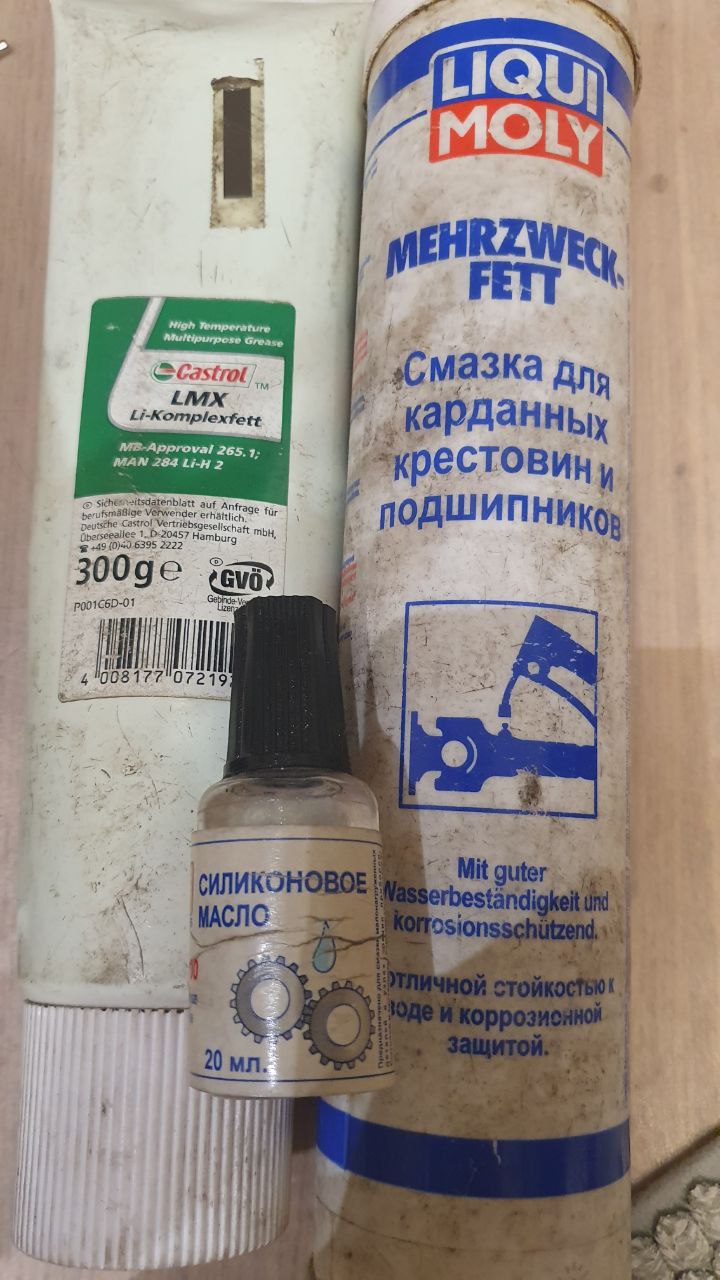 High Temperature
Multipurpose Grease
Castrol TM
LMX
Li-Komplexfett
MB-Approval 265.1;
MAN 284 Li-H 2
D Sicherheitsdatenblatt auf Anfrage für
berufsmäßige Verwender erhältlich.
Deutsche Castrol Vertriebsgesellschaft mbH,
Überseeallee 1, D-20457 Hamburg
☎ +49 (0)40 6395 2222
300g ℮
D
GVÖ
Lizenz
P001C6D-01
4 008177 07219
СИЛИКОНОВОЕ
МАСЛО
20 мл.
LIQUI
MOLY
MEHRZWECK-
FETT
Смазка для
карданных
крестовин и
подшипников
Mit guter
Wasserbeständigkeit und
korrosionsschützend.
отличной стойкостью к
воде и коррозионной
защитой.